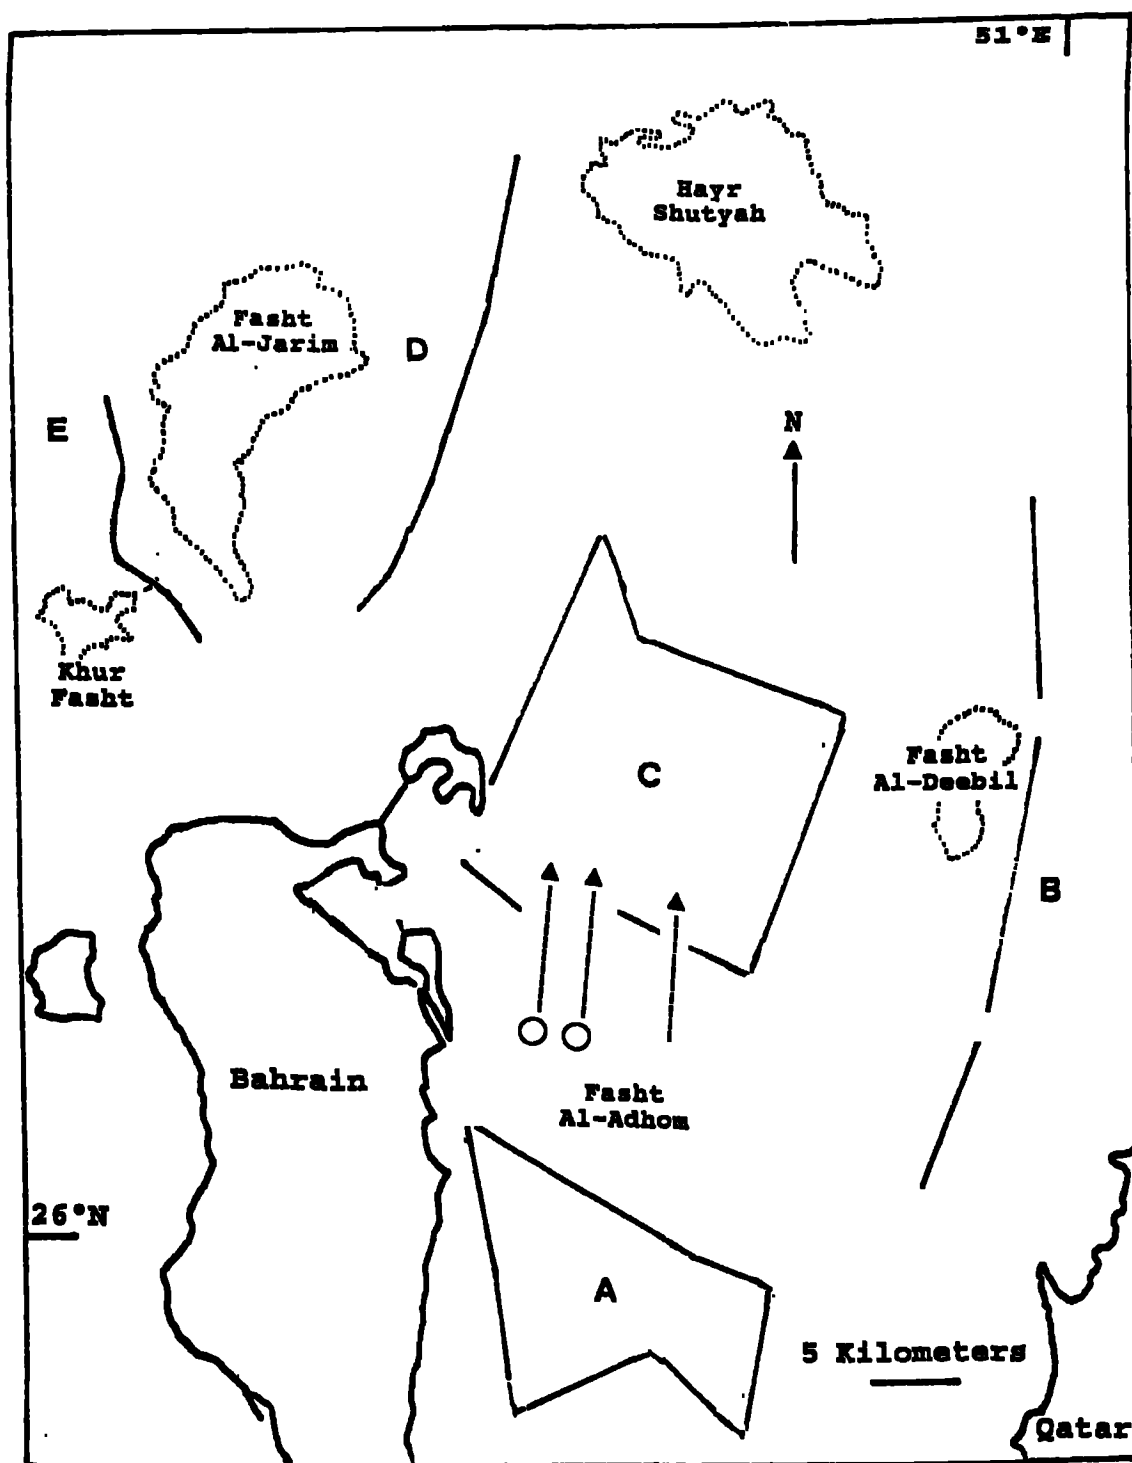 51°E
Hayr
Shutyah
Fasht
Al-Jarim
D
E
N
Khur
Fasht
C
Fasht
Al-Deebil
B
Bahrain
Fasht
Al-Adhom
26°N
A
5 Kilometers
Qatar